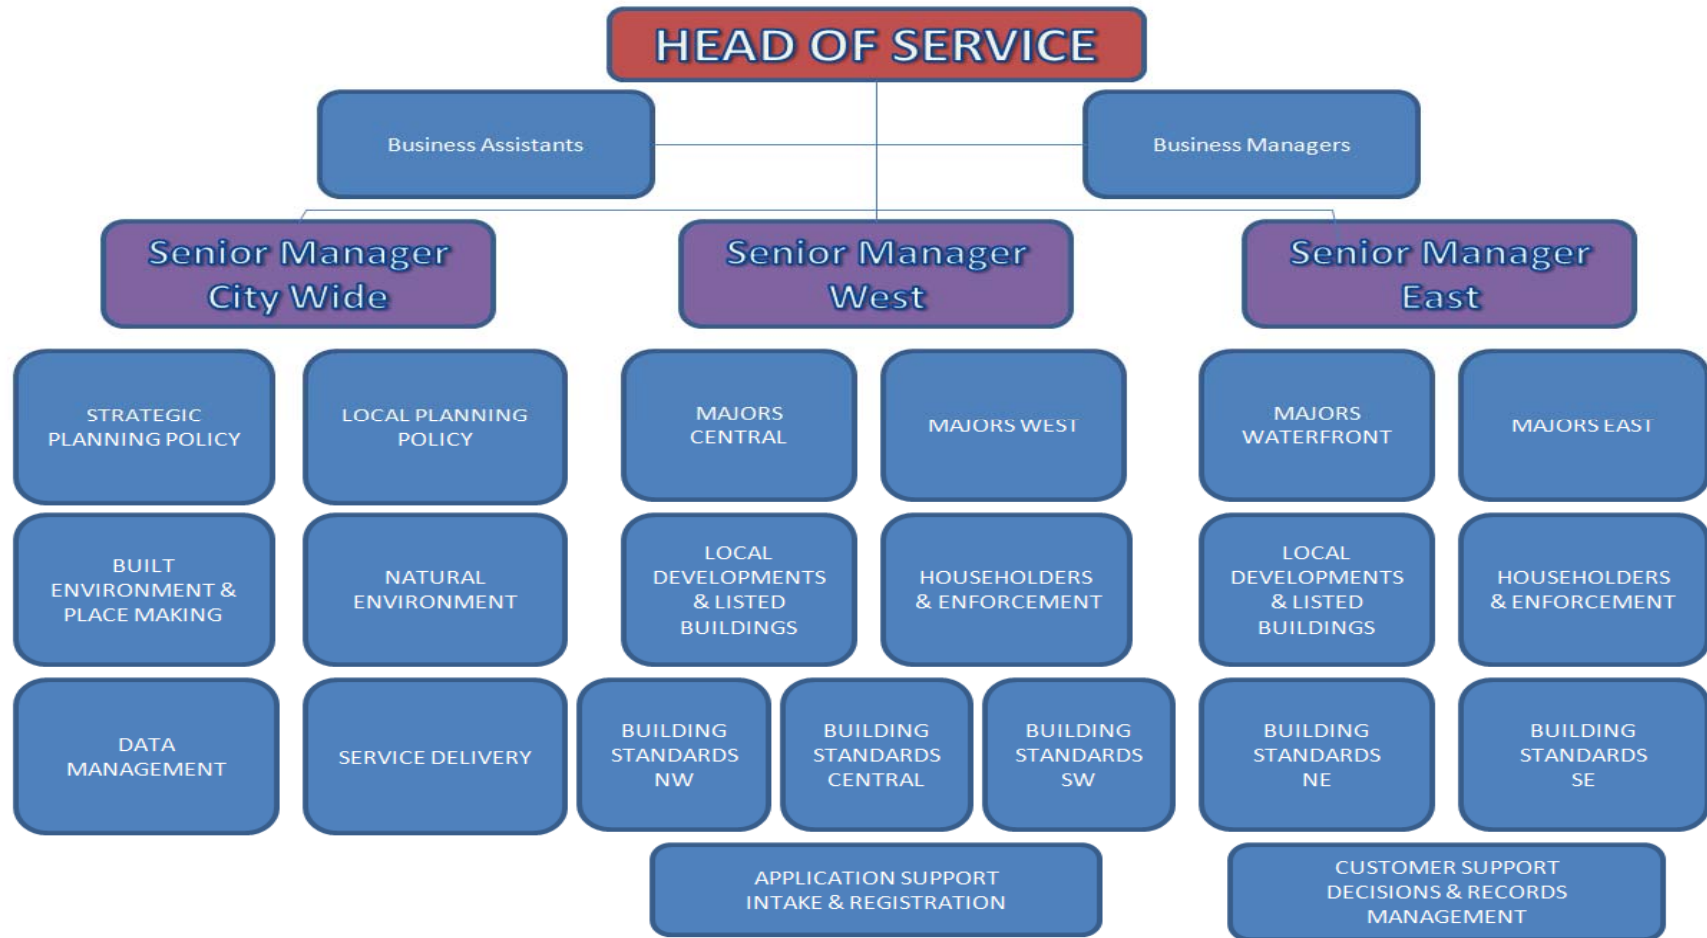 HEAD OF SERVICE
Business Assistants
Business Managers
Senior Manager
City Wide
Senior Manager
West
Senior Manager
East
STRATEGIC
PLANNING POLICY
LOCAL PLANNING
POLICY
MAJORS
CENTRAL
MAJORS WEST
MAJORS
WATERFRONT
MAJORS EAST
BUILT
ENVIRONMENT &
PLACE MAKING
NATURAL
ENVIRONMENT
LOCAL
DEVELOPMENTS
& LISTED
BUILDINGS
HOUSEHOLDERS
& ENFORCEMENT
LOCAL
DEVELOPMENTS
& LISTED
BUILDINGS
HOUSEHOLDERS
& ENFORCEMENT
DATA
MANAGEMENT
SERVICE DELIVERY
BUILDING
STANDARDS
NW
BUILDING
STANDARDS
CENTRAL
BUILDING
STANDARDS
SW
BUILDING
STANDARDS
NE
BUILDING
STANDARDS
SE
APPLICATION SUPPORT
INTAKE & REGISTRATION
CUSTOMER SUPPORT
DECISIONS & RECORDS
MANAGEMENT